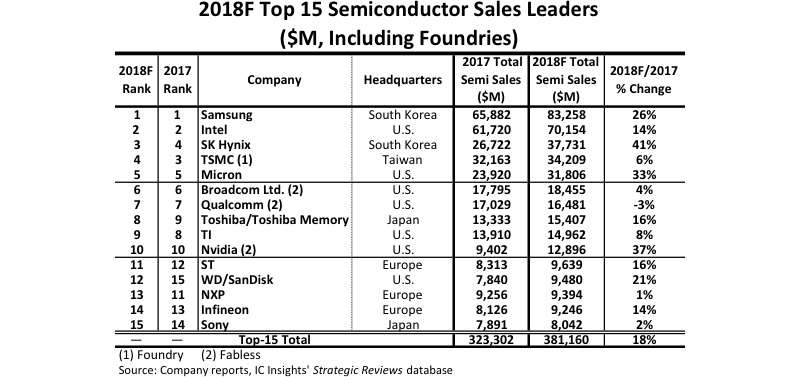 2018F Top 15 Semiconductor Sales Leaders
($M, Including Foundries)
2018F Rank 2017 Rank Company Headquarters 2017 Total Semi Sales ($M) 2018F Total Semi Sales ($M) 2018F/2017 % Change
1 1 Samsung South Korea 65,882 83,258 26%
2 2 Intel U.S. 61,720 70,154 14%
3 4 SK Hynix South Korea 26,722 37,731 41%
4 3 TSMC (1) Taiwan 32,163 34,209 6%
5 5 Micron U.S. 23,920 31,806 33%
6 6 Broadcom Ltd. (2) U.S. 17,795 18,455 4%
7 7 Qualcomm (2) U.S. 17,029 16,481 -3%
8 9 Toshiba/Toshiba Memory Japan 13,333 15,407 16%
9 8 TI U.S. 13,910 14,962 8%
10 10 Nvidia (2) U.S. 9,402 12,896 37%
11 12 ST Europe 8,313 9,639 16%
12 15 WD/SanDisk U.S. 7,840 9,480 21%
13 11 NXP Europe 9,256 9,394 1%
14 13 Infineon Europe 8,126 9,246 14%
15 14 Sony Japan 7,891 8,042 2%
— — Top-15 Total 323,302 381,160 18%
(1) Foundry (2) Fabless
Source: Company reports, IC Insights' Strategic Reviews database